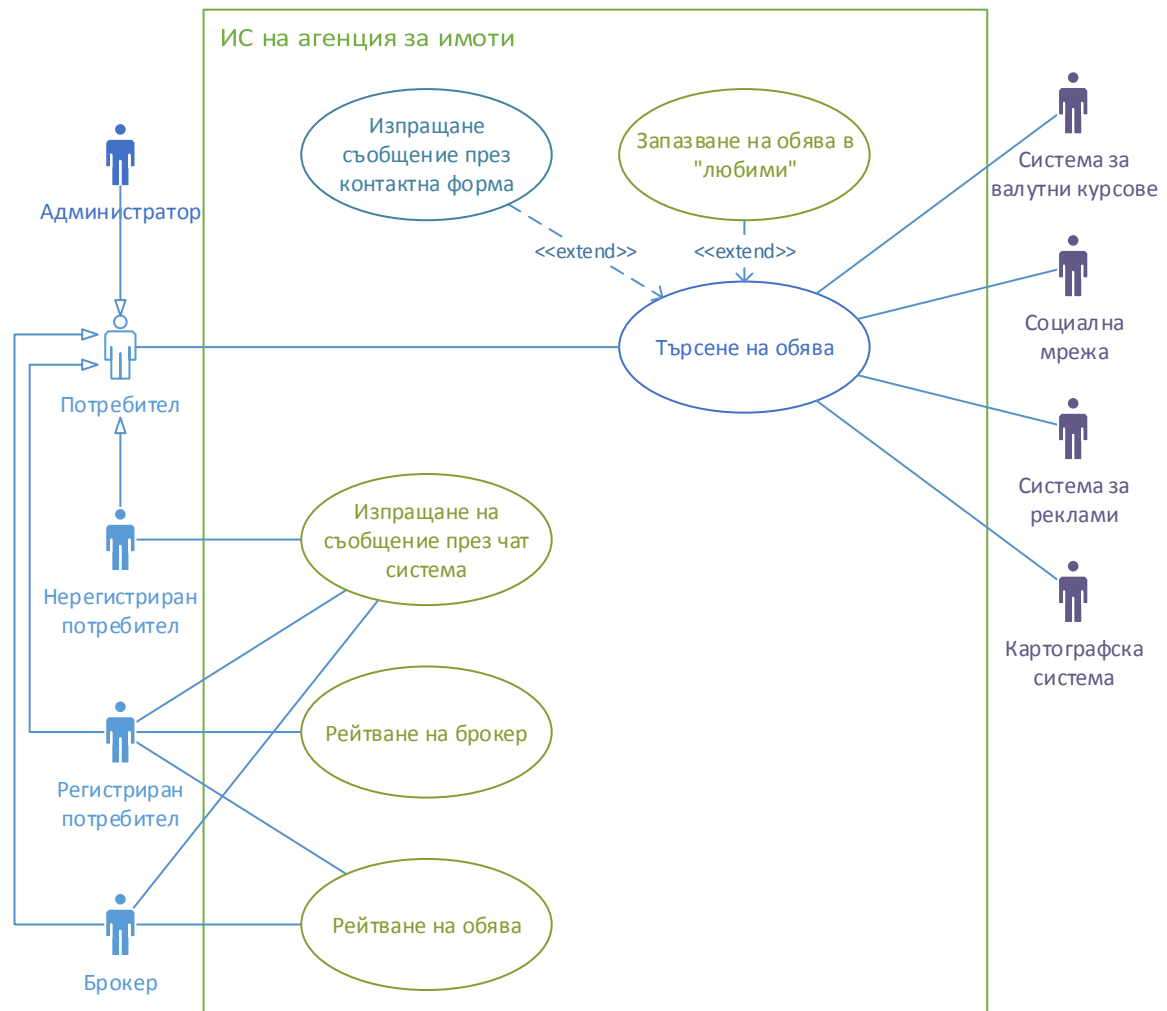 ИС на агенция за имоти
Изпращане
съобщение през
контактна форма
Запазване на обява в
"любими"
Система за
валутни курсове
Администратор
<<extend>>
<<extend>>
Социална
мрежа
Търсене на обява
Потребител
Система за
реклами
Изпращане на
съобщение през чат
система
Нерегистриран
потребител
Картографска
система
Рейтване на брокер
Регистриран
потребител
Рейтване на обява
Брокер